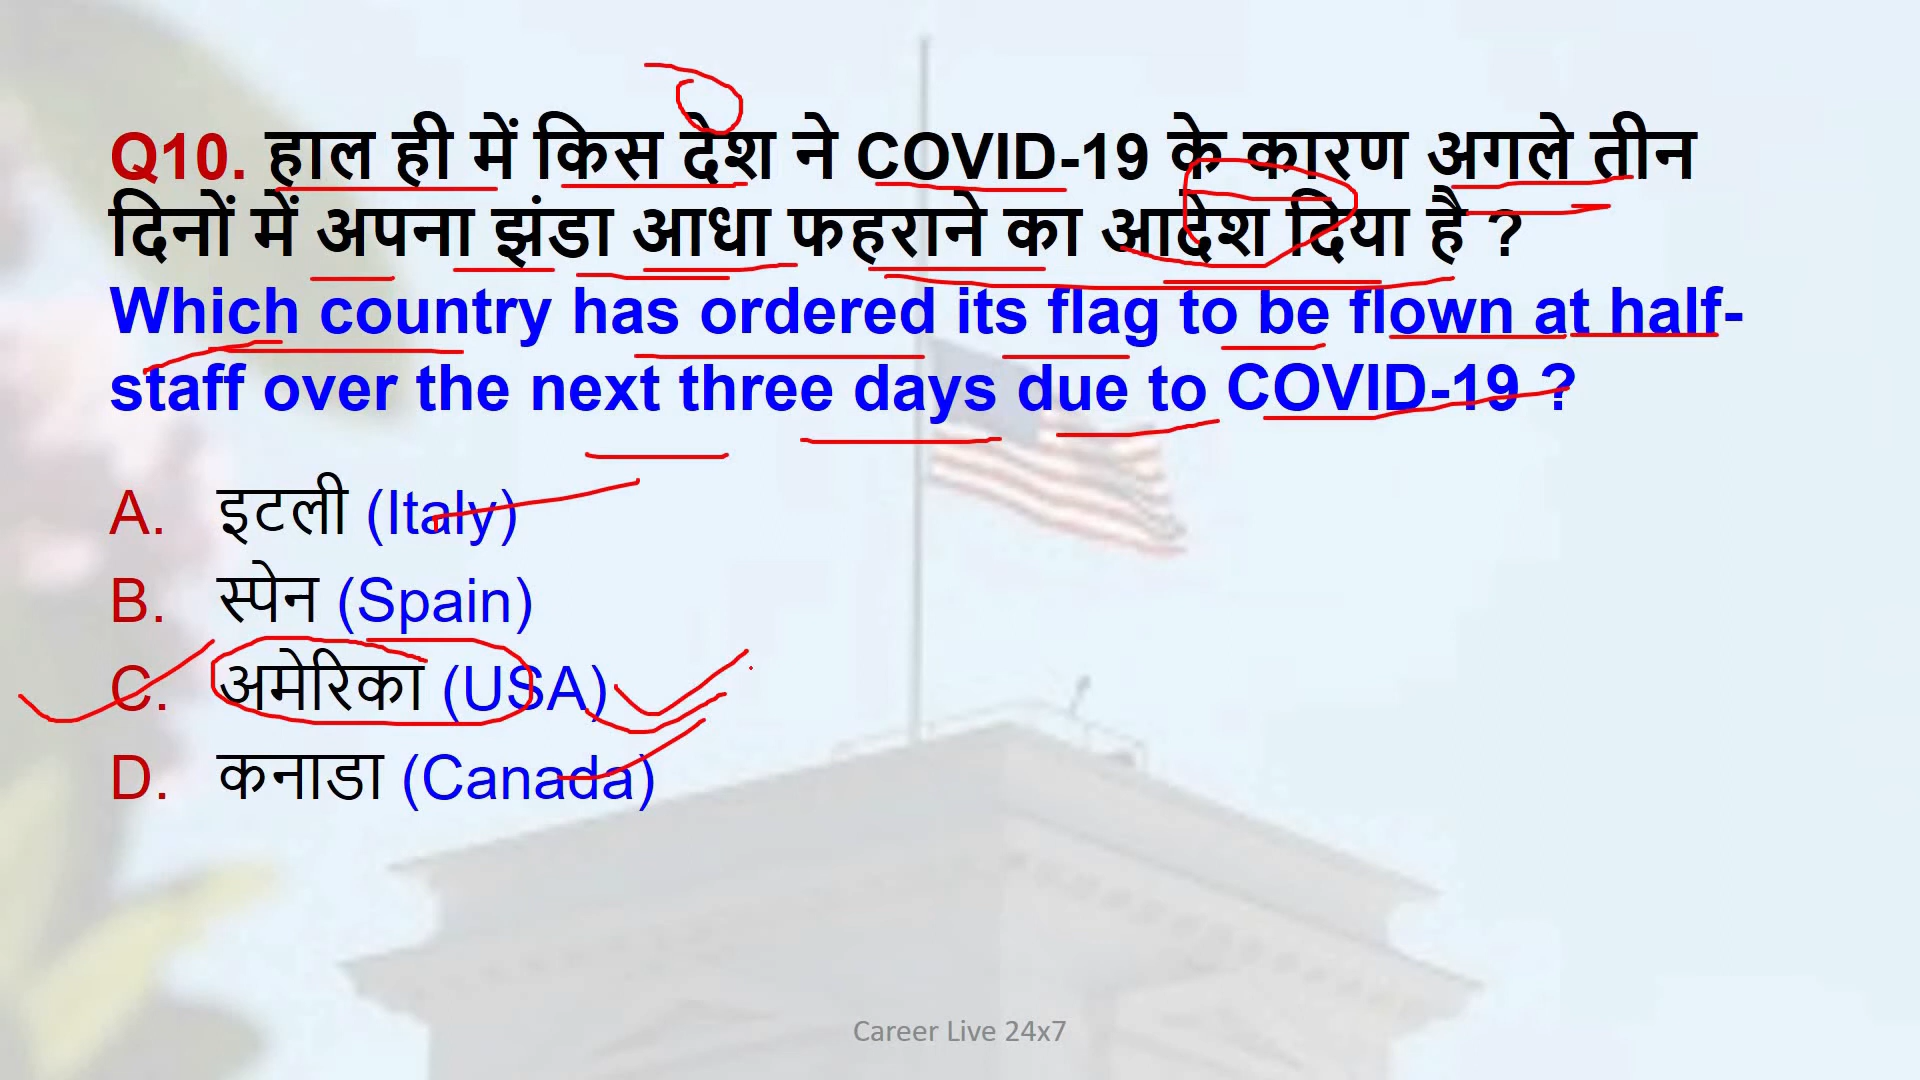 Q10. हाल ही में किस देश ने COVID-19 के कारण अगले तीन
दिनों में अपना झंडा आधा फहराने का आदेश दिया है ?
Which country has ordered its flag to be flown at half-
staff over the next three days due to COVID-19 ?
A. इटली (Italy)
B. स्पेन (Spain)
C. अमेरिका (USA)
D. कनाडा (Canada)
Career Live 24x7